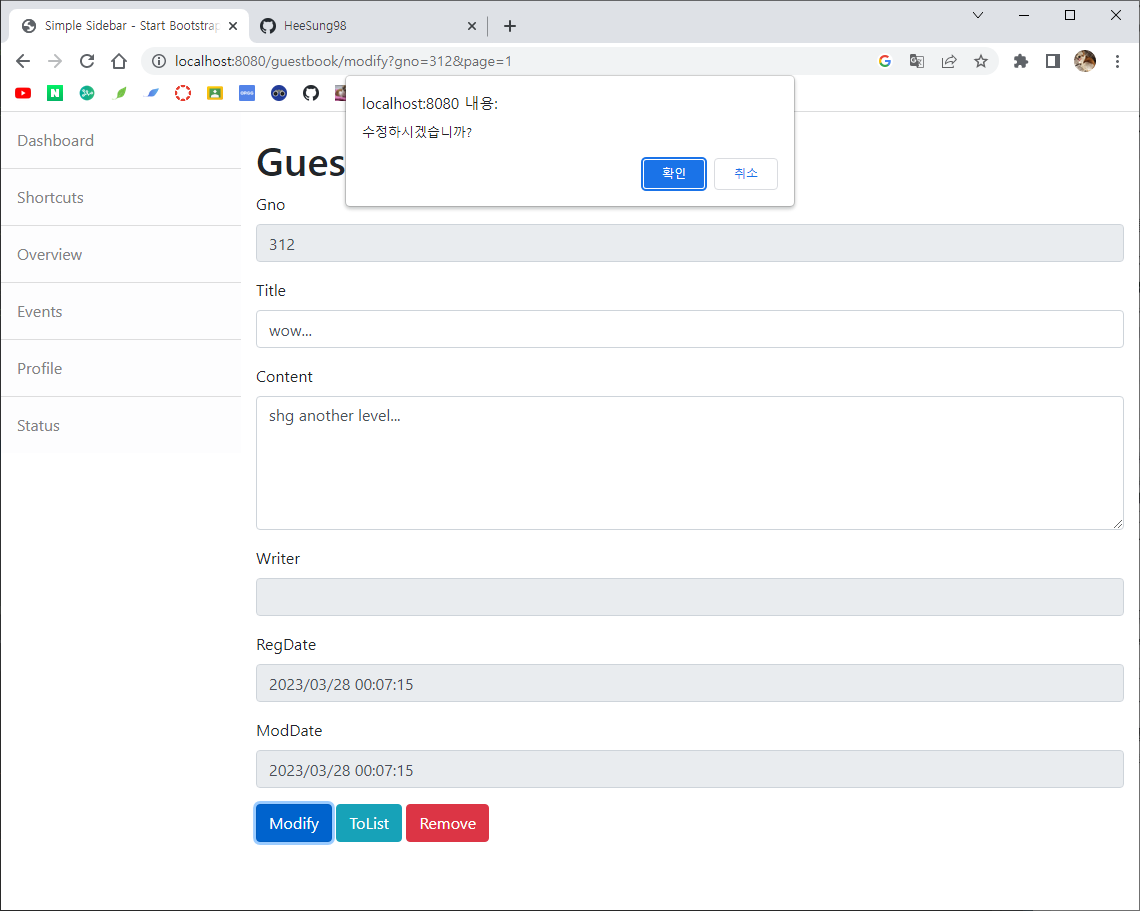 Simple Sidebar - Start Bootstrap
HeeSung98
localhost:8080/guestbook/modify?gno=312&page=1
localhost:8080 내용:
수정하시겠습니까?
확인
취소
Dashboard
Shortcuts
Overview
Events
Profile
Status
Gues
Gno
312
Title
wow...
Content
shg another level...
Writer
RegDate
2023/03/28 00:07:15
ModDate
2023/03/28 00:07:15
Modify
ToList
Remove